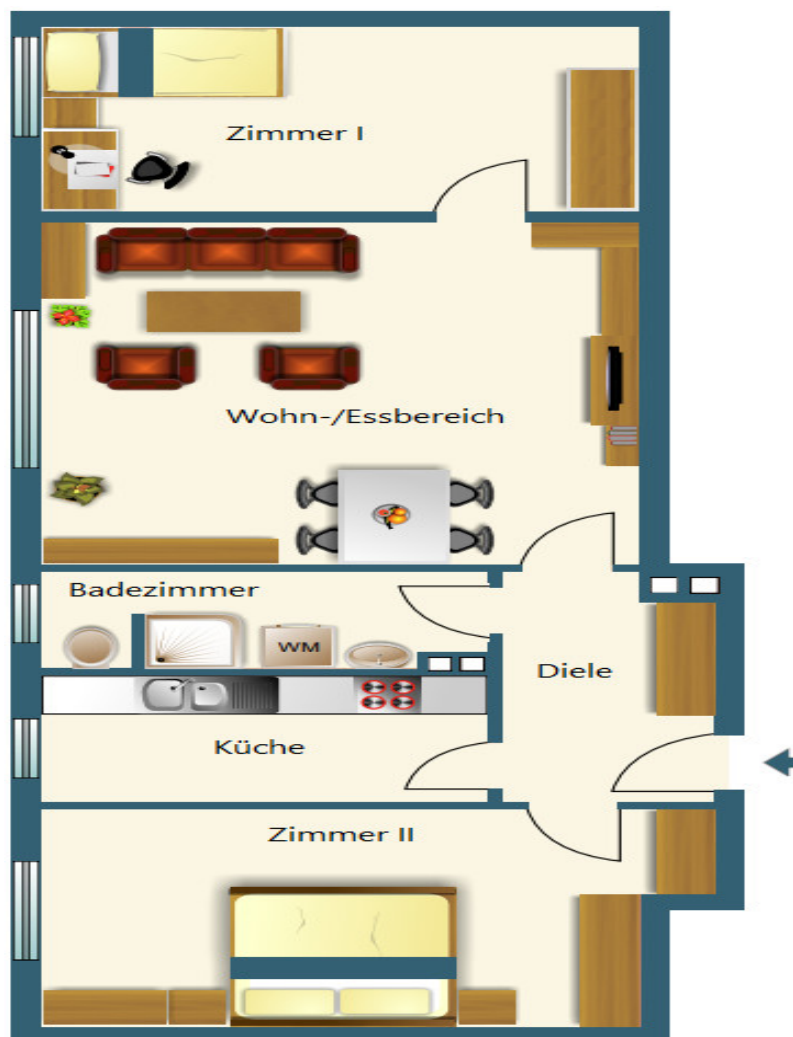 Zimmer I
Wohn-/Essbereich
Badezimmer
WM
Diele
Küche
Zimmer II